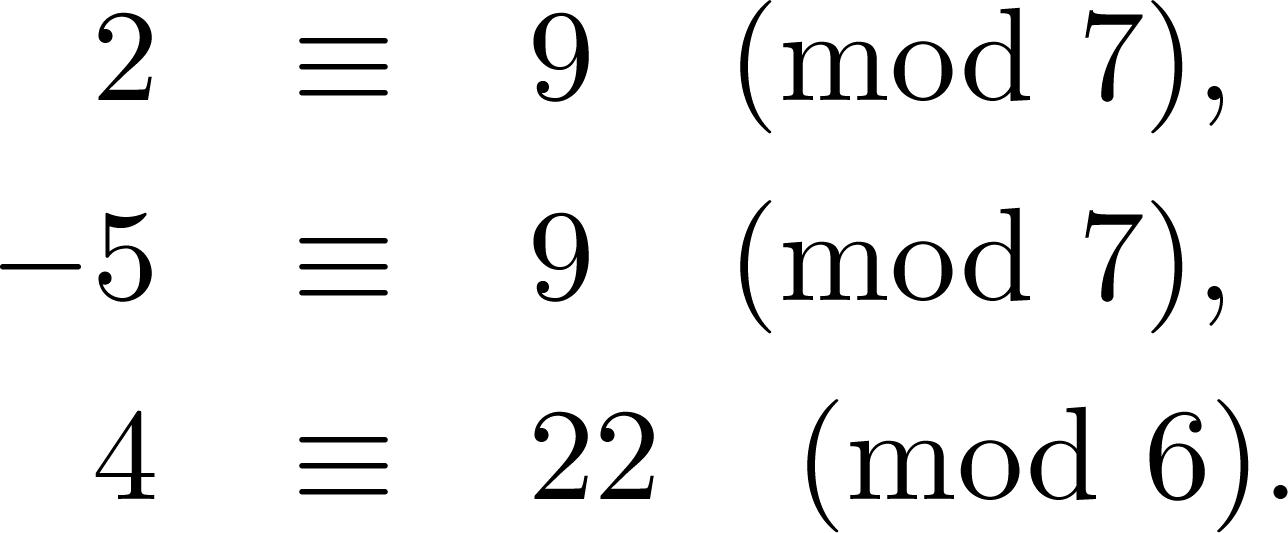 2 ≡ 9 (mod 7),
−5 ≡ 9 (mod 7),
4 ≡ 22 (mod 6).